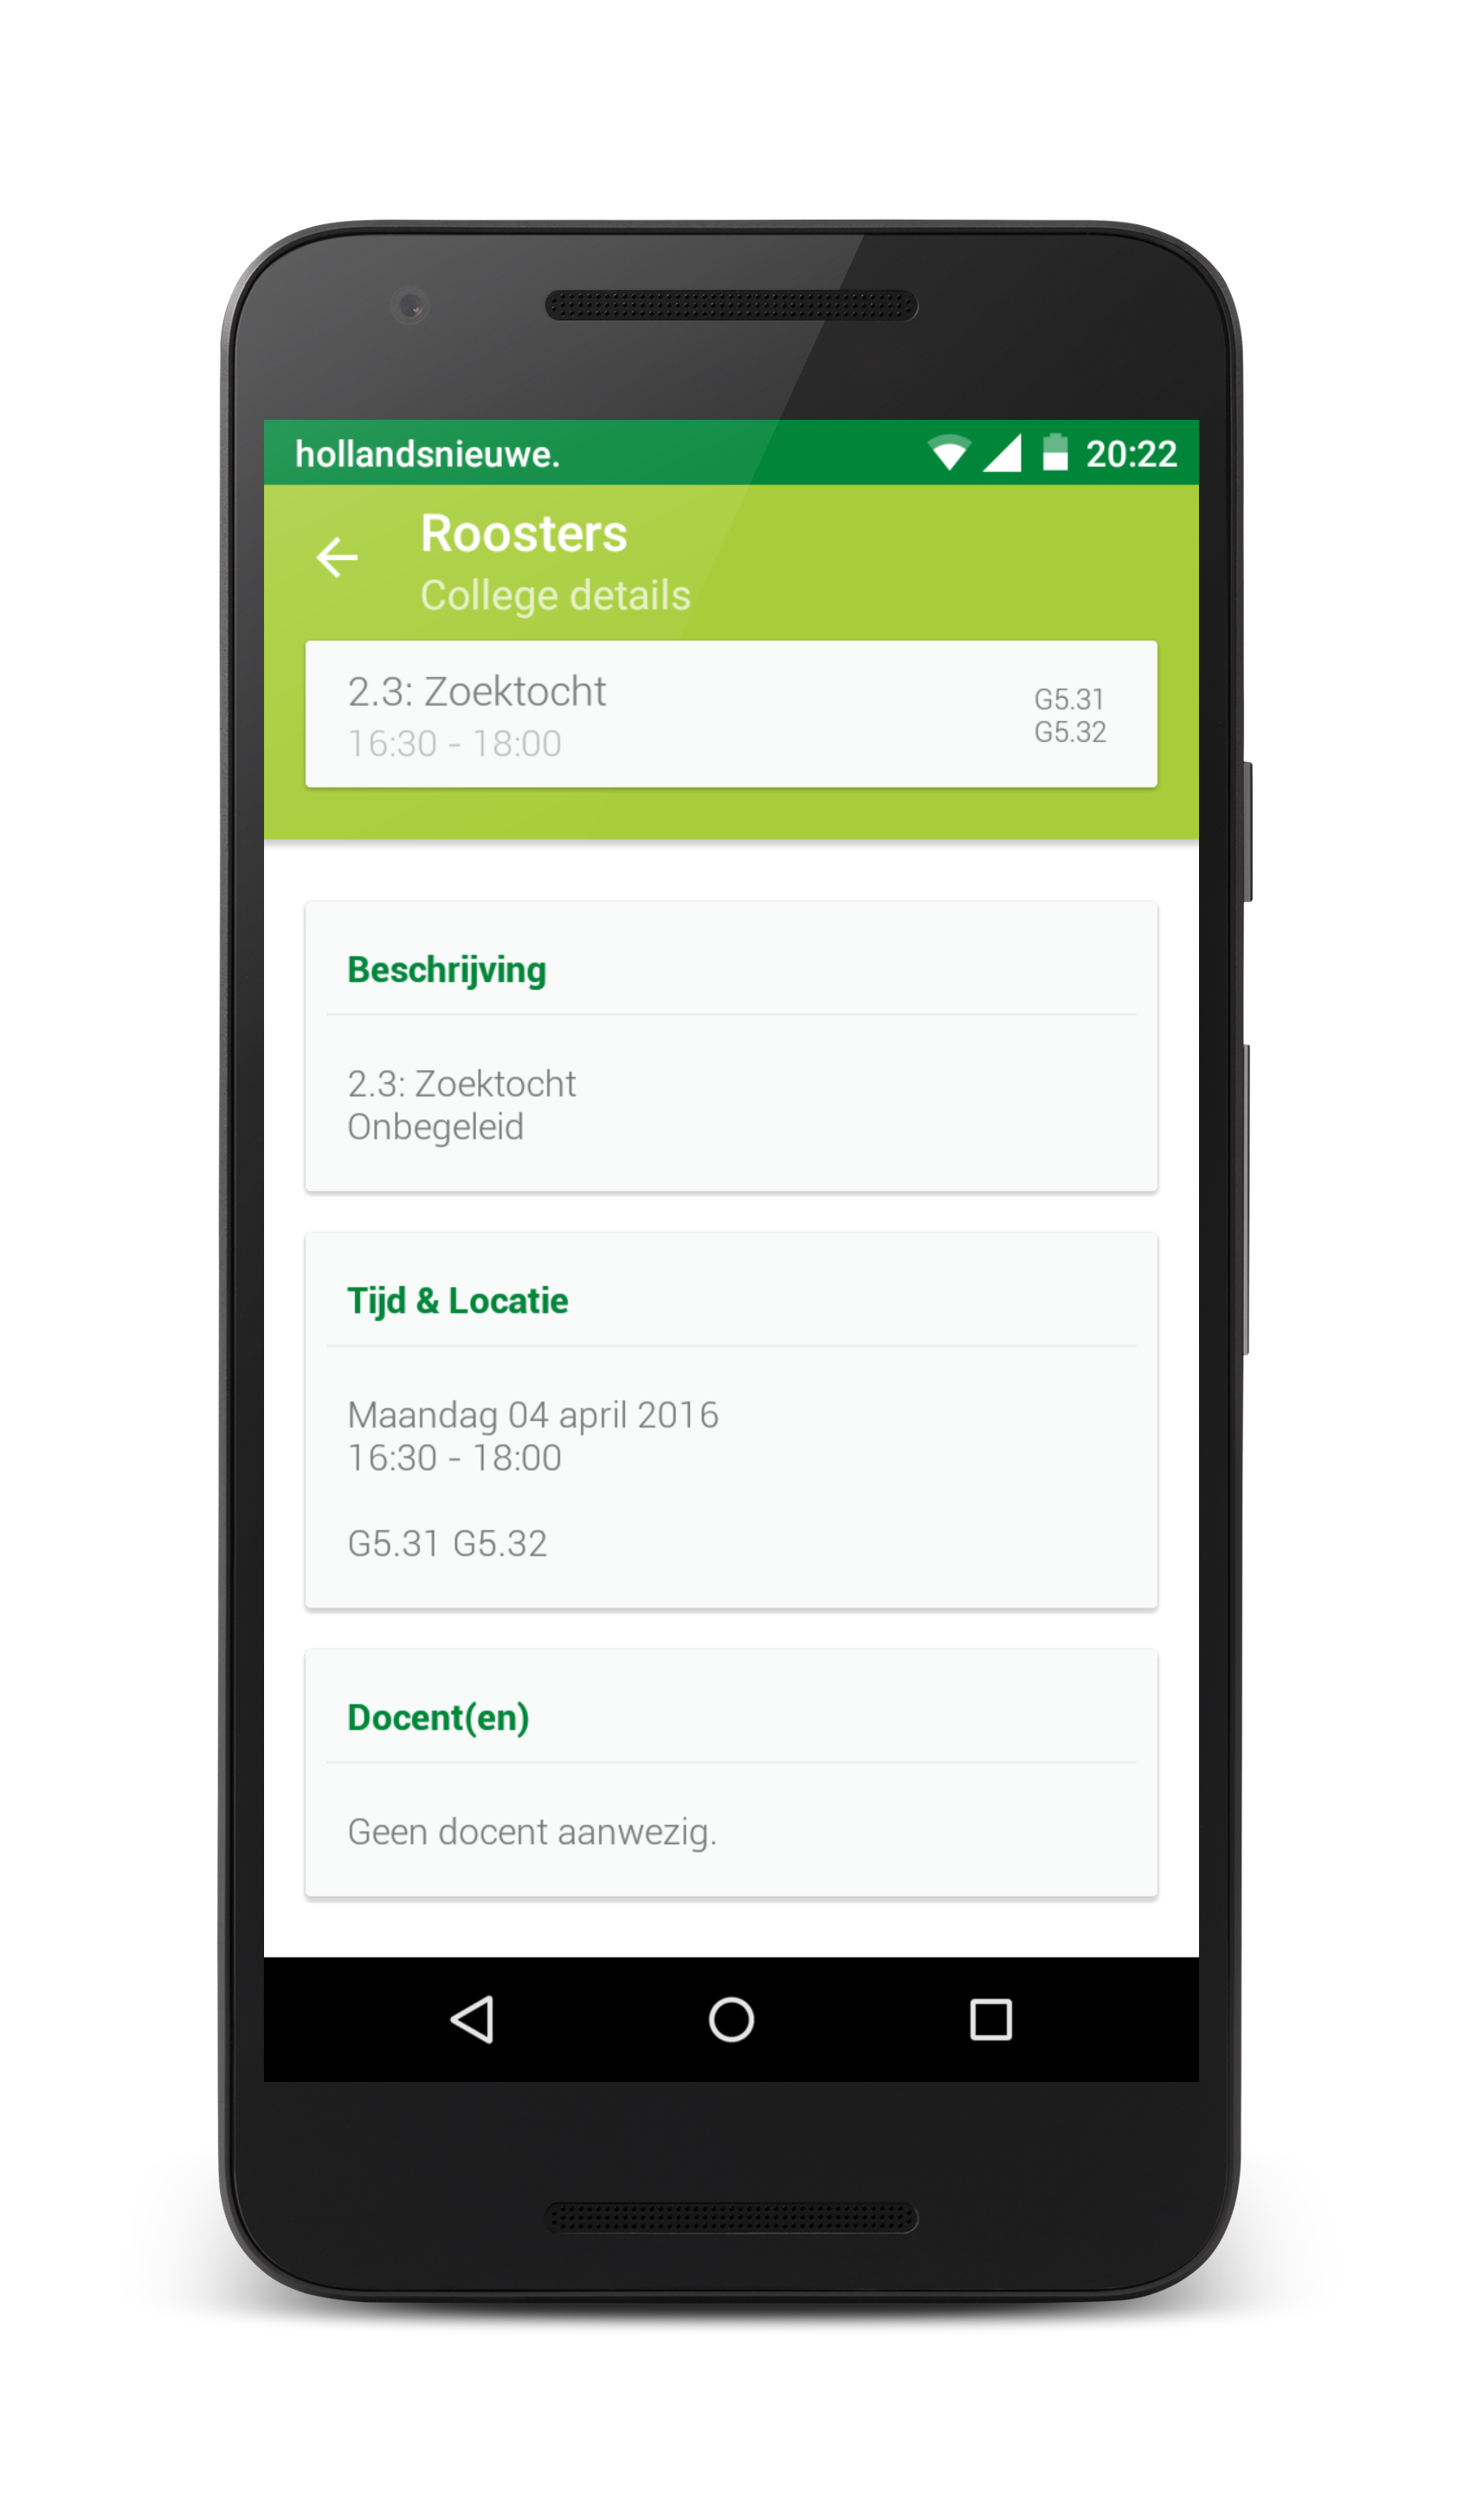 hollandsnieuwe. 20:22
Roosters
College details
2.3: Zoektocht
16:30 - 18:00
G5.31
G5.32
Beschrijving
2.3: Zoektocht
Onbegeleid
Tijd & Locatie
Maandag 04 april 2016
16:30 - 18:00
G5.31 G5.32
Docent(en)
Geen docent aanwezig.